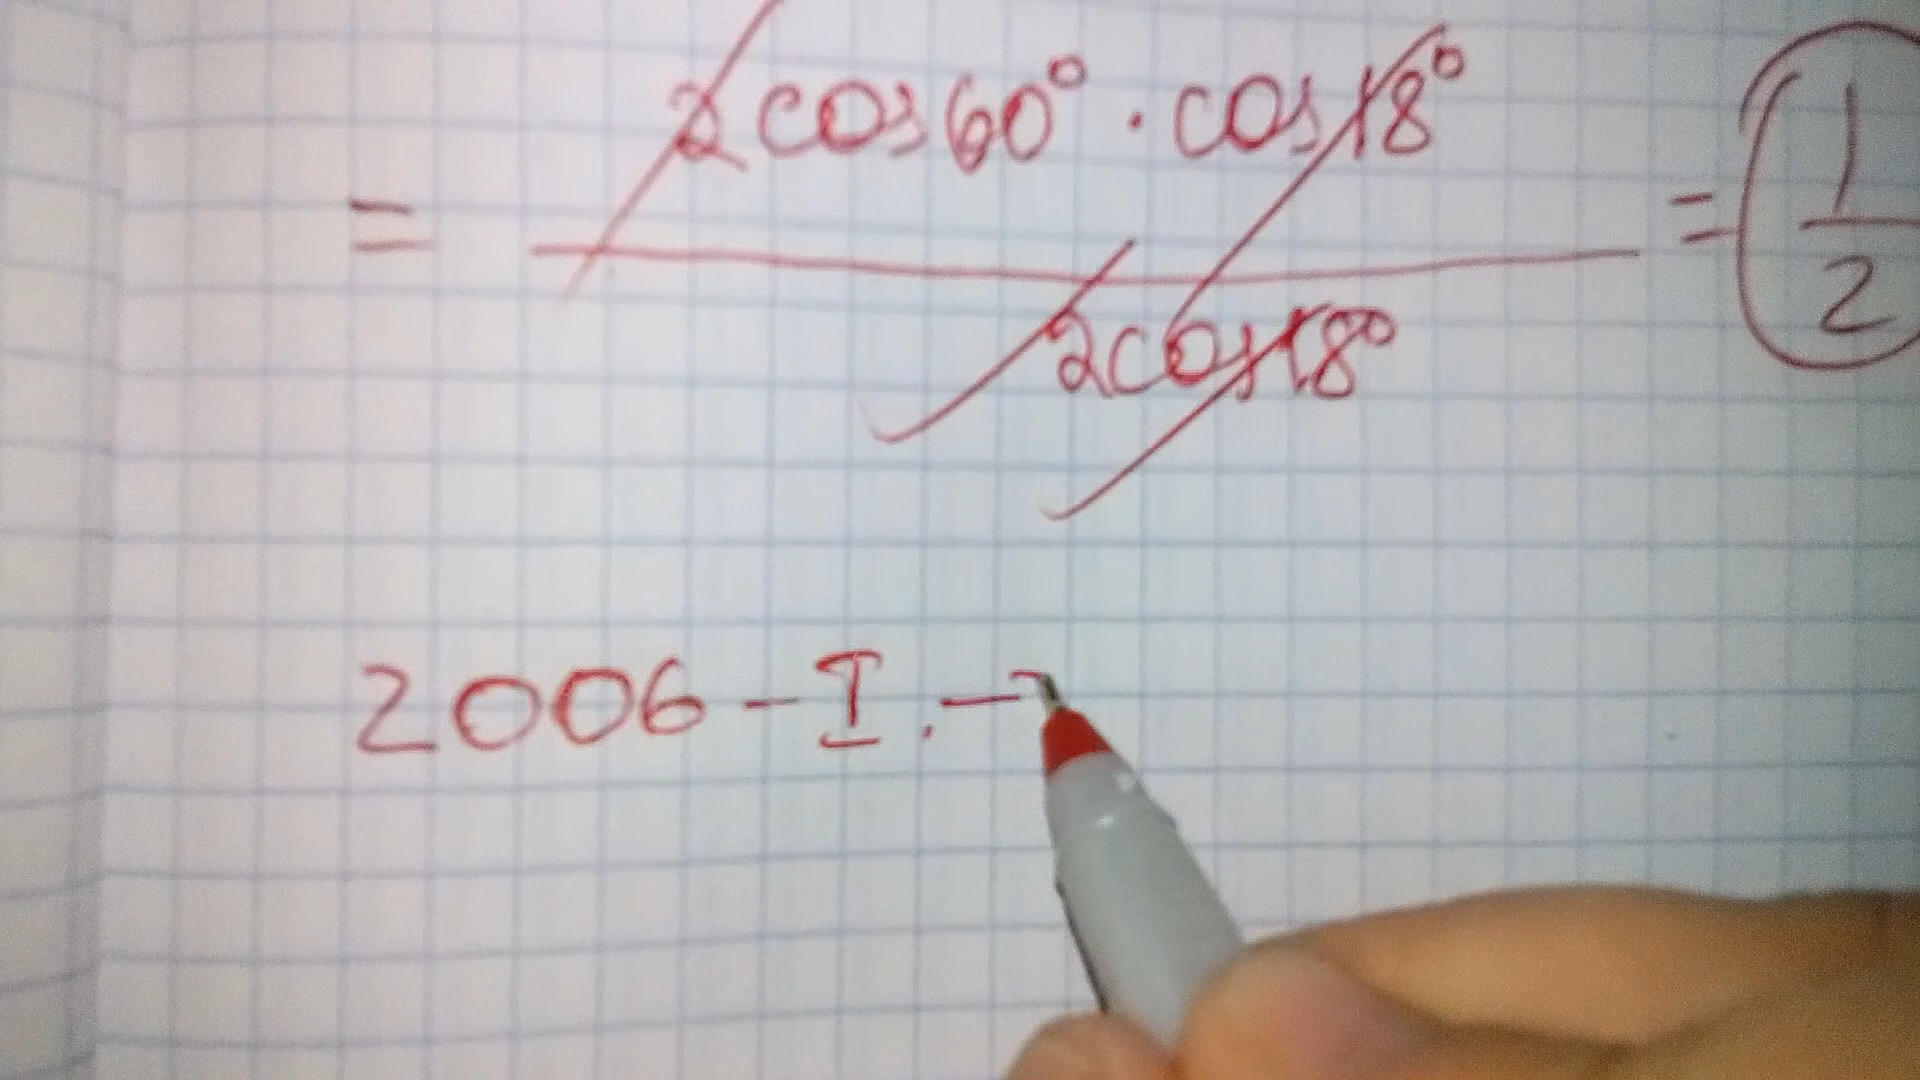 = 2cos60° · cos18° / 2cos18° = 1/2
2006 - I . -